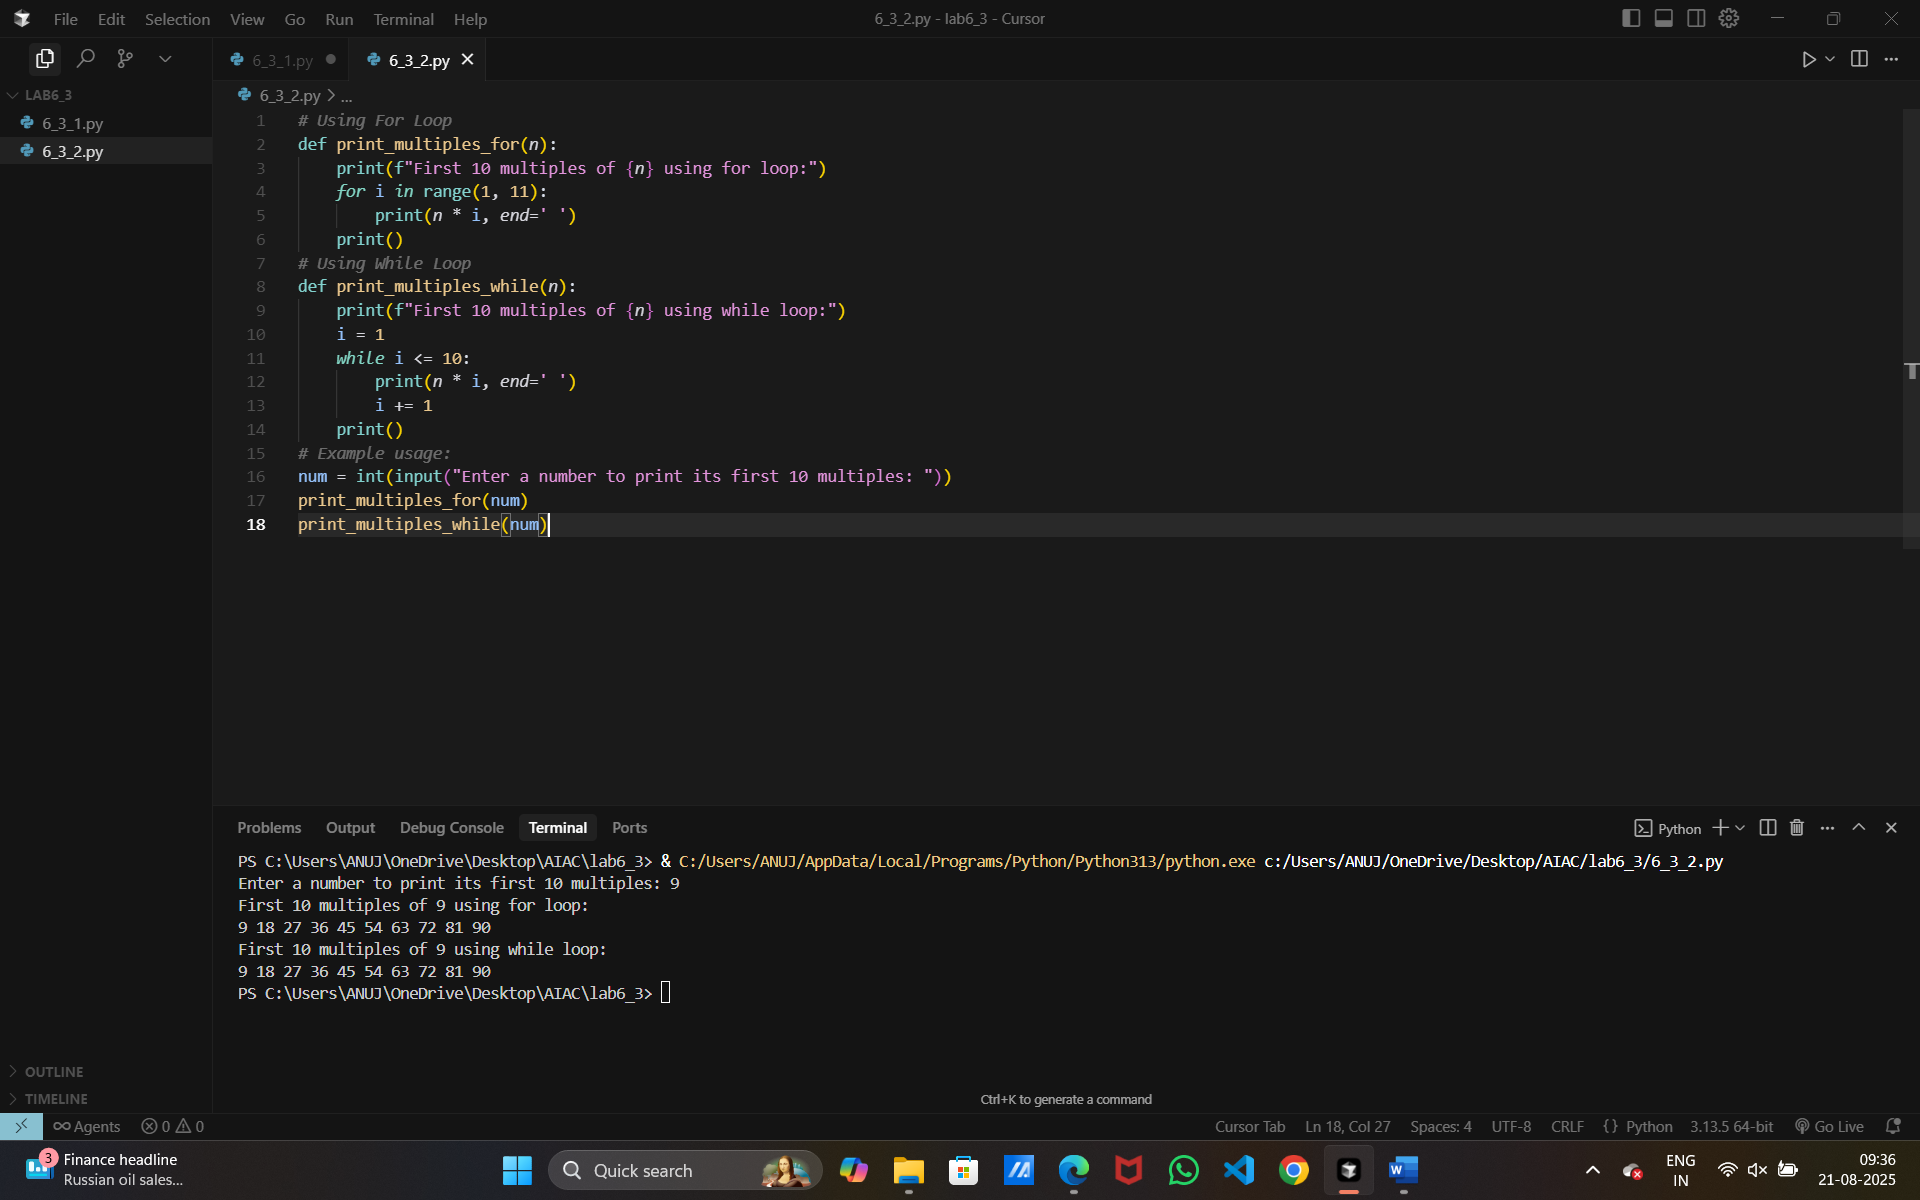 File Edit Selection View Go Run Terminal Help
6_3_2.py - lab6_3 - Cursor
6_3_1.py
6_3_2.py
LAB6_3
6_3_1.py
6_3_2.py
6_3_2.py > ...
1 # Using For Loop
2 def print_multiples_for(n):
3     print(f"First 10 multiples of {n} using for loop:")
4     for i in range(1, 11):
5         print(n * i, end=' ')
6     print()
7 # Using While Loop
8 def print_multiples_while(n):
9     print(f"First 10 multiples of {n} using while loop:")
10     i = 1
11     while i <= 10:
12         print(n * i, end=' ')
13         i += 1
14     print()
15 # Example usage:
16 num = int(input("Enter a number to print its first 10 multiples: "))
17 print_multiples_for(num)
18 print_multiples_while(num)
Problems Output Debug Console Terminal Ports
Python
PS C:\Users\ANUJ\OneDrive\Desktop\AIAC\lab6_3> & C:/Users/ANUJ/AppData/Local/Programs/Python/Python313/python.exe c:/Users/ANUJ/OneDrive/Desktop/AIAC/lab6_3/6_3_2.py
Enter a number to print its first 10 multiples: 9
First 10 multiples of 9 using for loop:
9 18 27 36 45 54 63 72 81 90
First 10 multiples of 9 using while loop:
9 18 27 36 45 54 63 72 81 90
PS C:\Users\ANUJ\OneDrive\Desktop\AIAC\lab6_3>
OUTLINE
TIMELINE
Ctrl+K to generate a command
Agents 0 0
Cursor Tab Ln 18, Col 27 Spaces: 4 UTF-8 CRLF {} Python 3.13.5 64-bit Go Live
3
Finance headline
Russian oil sales...
Quick search
W
ENG
IN
09:36
21-08-2025